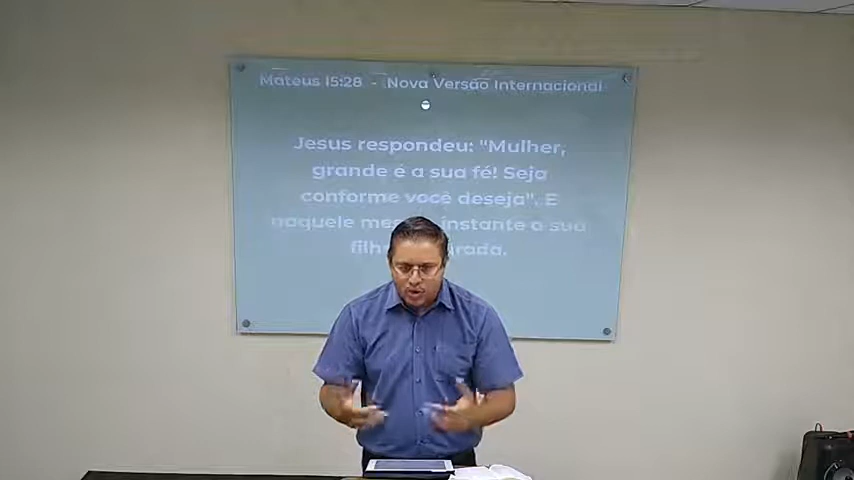 Mateus 15:28 - Nova Versão Internacional
Jesus respondeu: "Mulher,
grande é a sua fé! Seja
conforme você deseja". E
naquele instante a sua